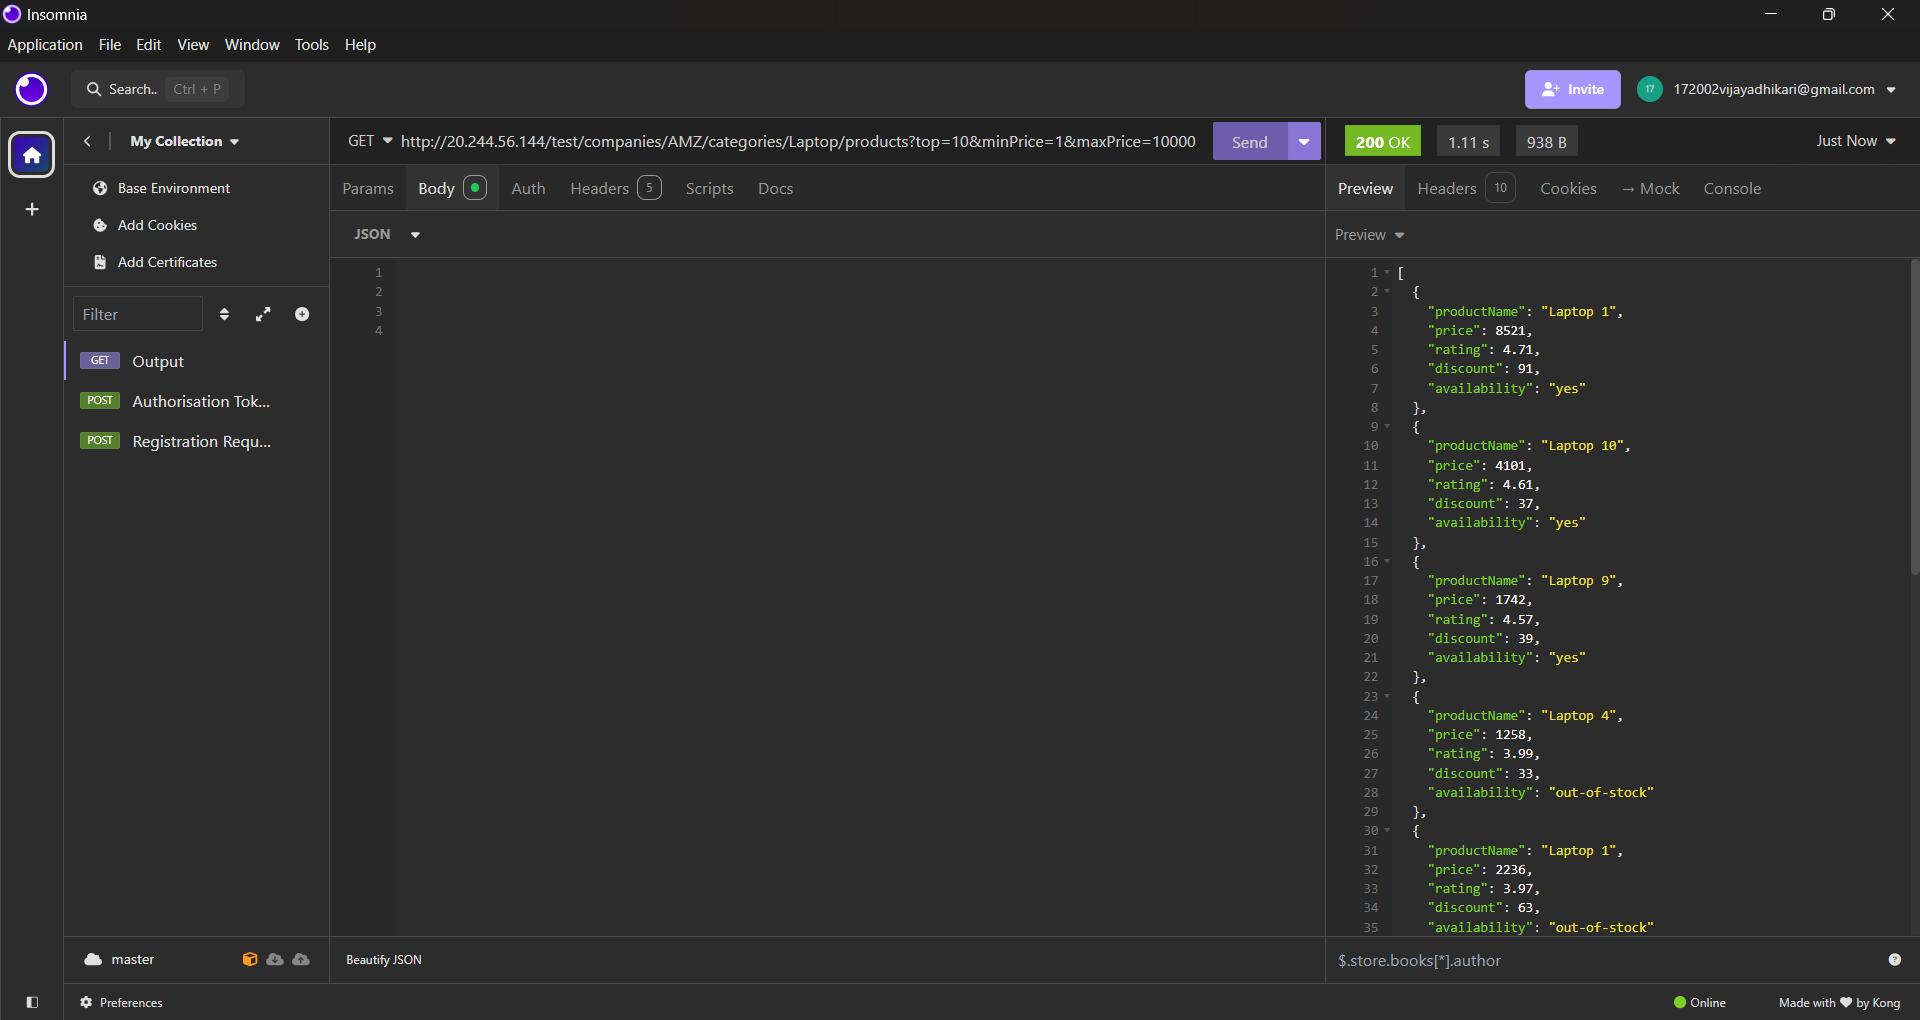 Insomnia
Application File Edit View Window Tools Help
Search.. Ctrl + P
Invite
17
172002vijayadhikari@gmail.com
My Collection
GET http://20.244.56.144/test/companies/AMZ/categories/Laptop/products?top=10&minPrice=1&maxPrice=10000 Send
200 OK 1.11 s 938 B Just Now
Base Environment
Add Cookies
Add Certificates
Params Body Auth Headers 5 Scripts Docs
Preview Headers 10 Cookies → Mock Console
JSON
Preview
Filter
GET Output
POST Authorisation Tok...
POST Registration Requ...
1
2
3
4
1 [
2 {
3 "productName": "Laptop 1",
4 "price": 8521,
5 "rating": 4.71,
6 "discount": 91,
7 "availability": "yes"
8 },
9 {
10 "productName": "Laptop 10",
11 "price": 4101,
12 "rating": 4.61,
13 "discount": 37,
14 "availability": "yes"
15 },
16 {
17 "productName": "Laptop 9",
18 "price": 1742,
19 "rating": 4.57,
20 "discount": 39,
21 "availability": "yes"
22 },
23 {
24 "productName": "Laptop 4",
25 "price": 1258,
26 "rating": 3.99,
27 "discount": 33,
28 "availability": "out-of-stock"
29 },
30 {
31 "productName": "Laptop 1",
32 "price": 2236,
33 "rating": 3.97,
34 "discount": 63,
35 "availability": "out-of-stock"
master
Beautify JSON
$.store.books[*].author
Preferences
Online
Made with ♥ by Kong